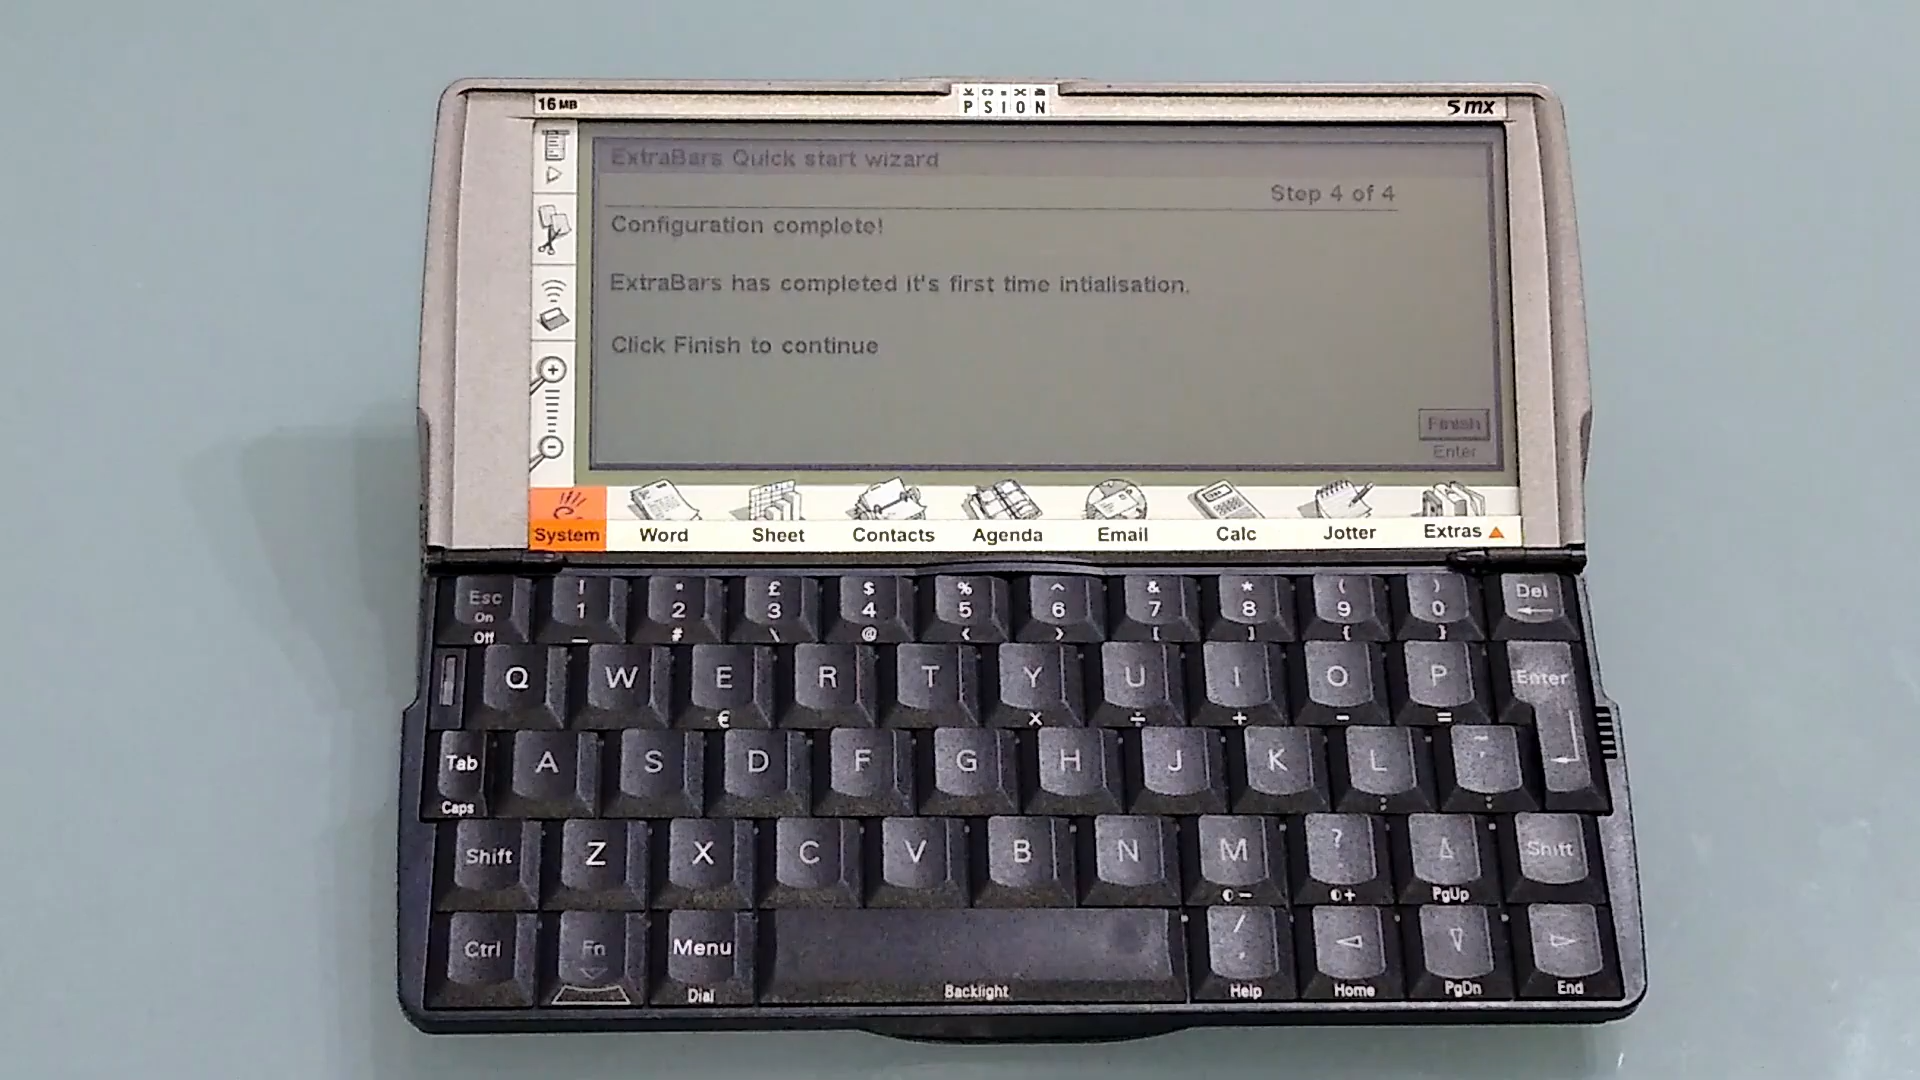 16 MB
PSION
5mx
ExtraBars Quick start wizard
Step 4 of 4
Configuration complete!
ExtraBars has completed it's first time intialisation.
Click Finish to continue
Finish
Enter
System Word Sheet Contacts Agenda Email Calc Jotter Extras
Esc ! 1 " 2 £ 3 $ 4 % 5 ^ 6 & 7 * 8 ( 9 ) 0 Del
On
Off _ # \ @ < > [ ] { }
Q W E R T Y U I O P Enter
€ x ÷ + - =
Tab A S D F G H J K L ~ '
Caps ; :
Shift Z X C V B N M ? , Shift
- + PgUp
Ctrl Fn Menu / .
Dial Backlight Help Home PgDn End